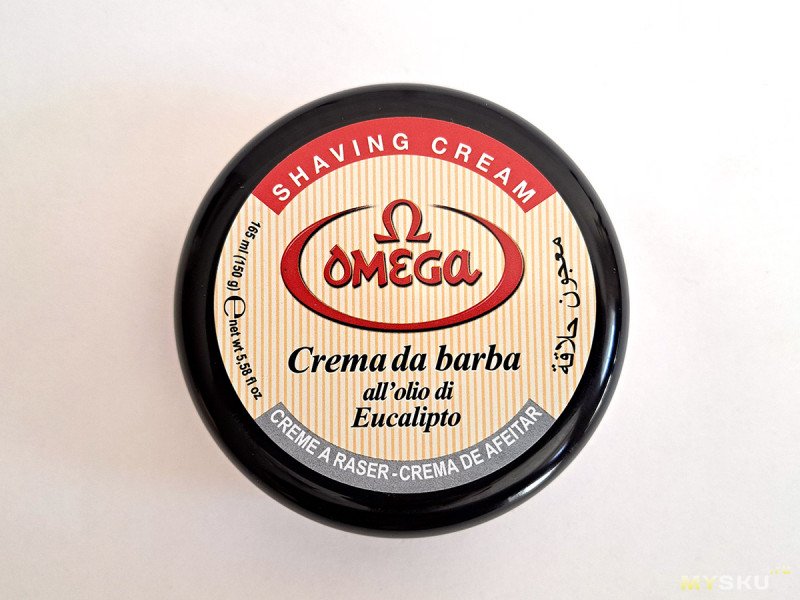 SHAVING CREAM
Ω
OMEGA
165 ml (150 g) e net wt 5,58 fl oz
معجون حلاقة
Crema da barba
all'olio di
Eucalipto
CREME A RASER - CREMA DE AFEITAR
MYSKU.ru